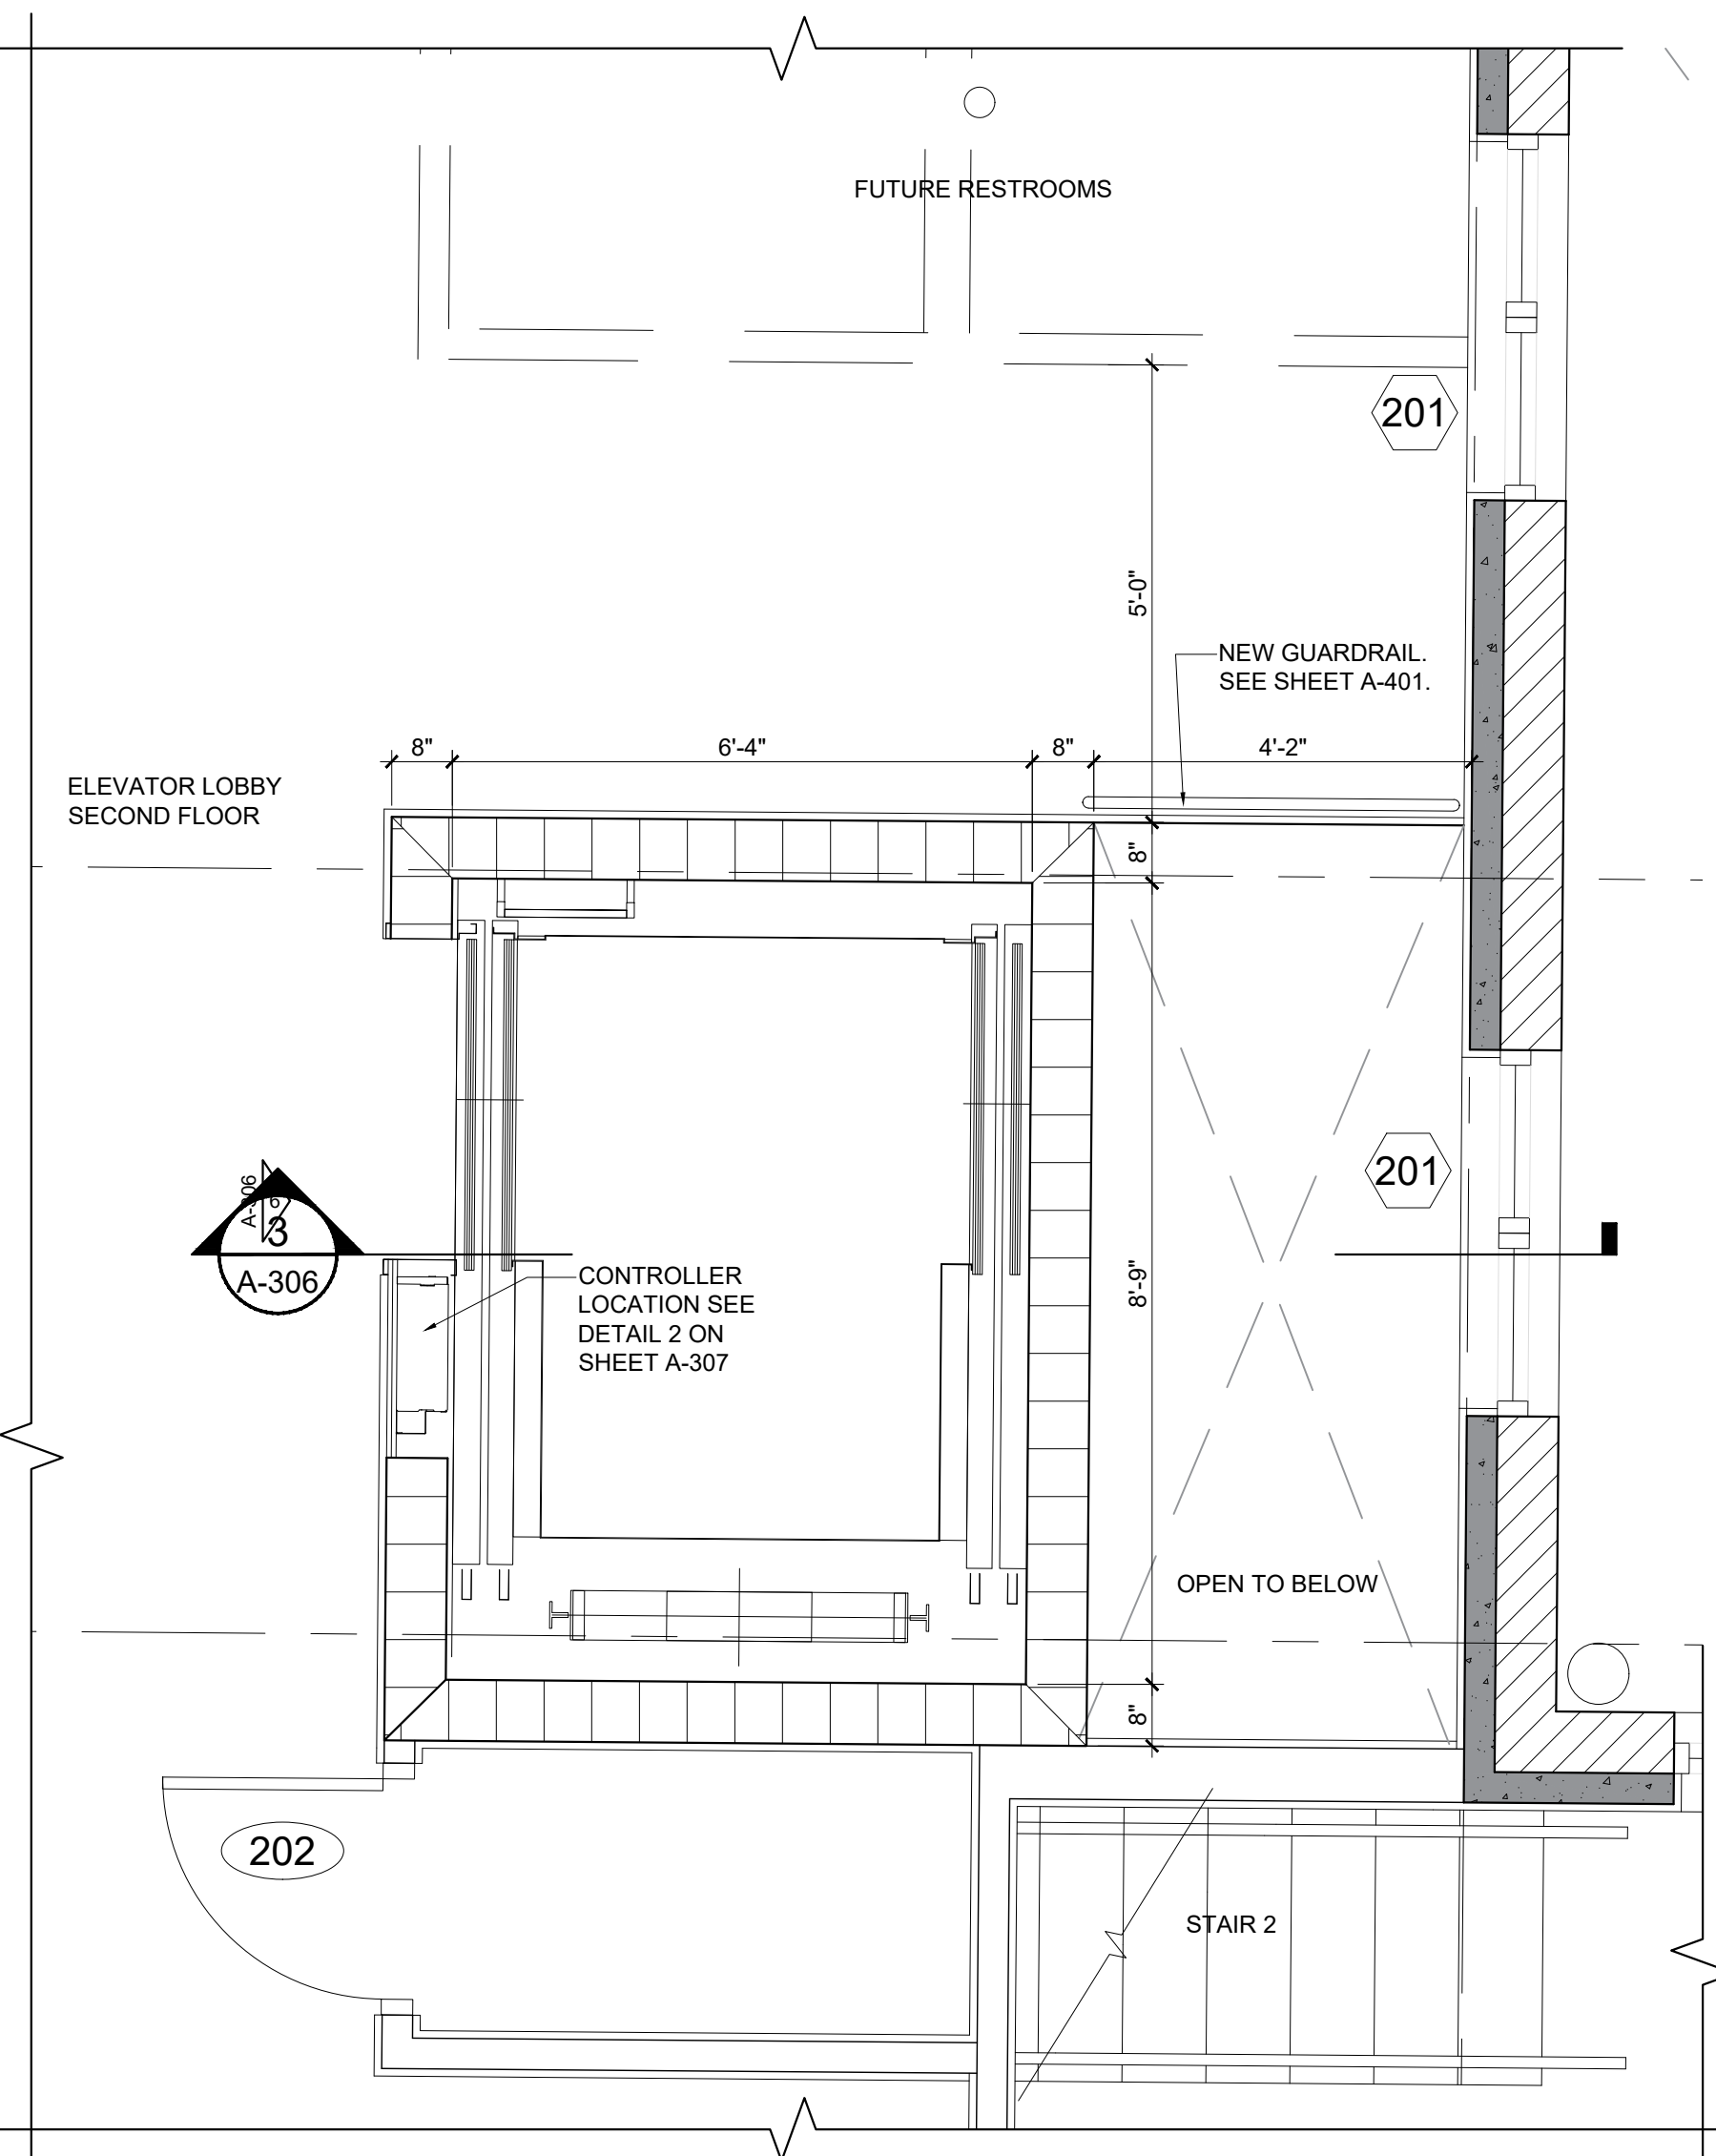 FUTURE RESTROOMS
201
5'-0"
NEW GUARDRAIL.
SEE SHEET A-401.
8"
6'-4"
8"
4'-2"
ELEVATOR LOBBY
SECOND FLOOR
8"
201
A-306
6
3
A-306
CONTROLLER
LOCATION SEE
DETAIL 2 ON
SHEET A-307
8'-9"
OPEN TO BELOW
8"
202
STAIR 2